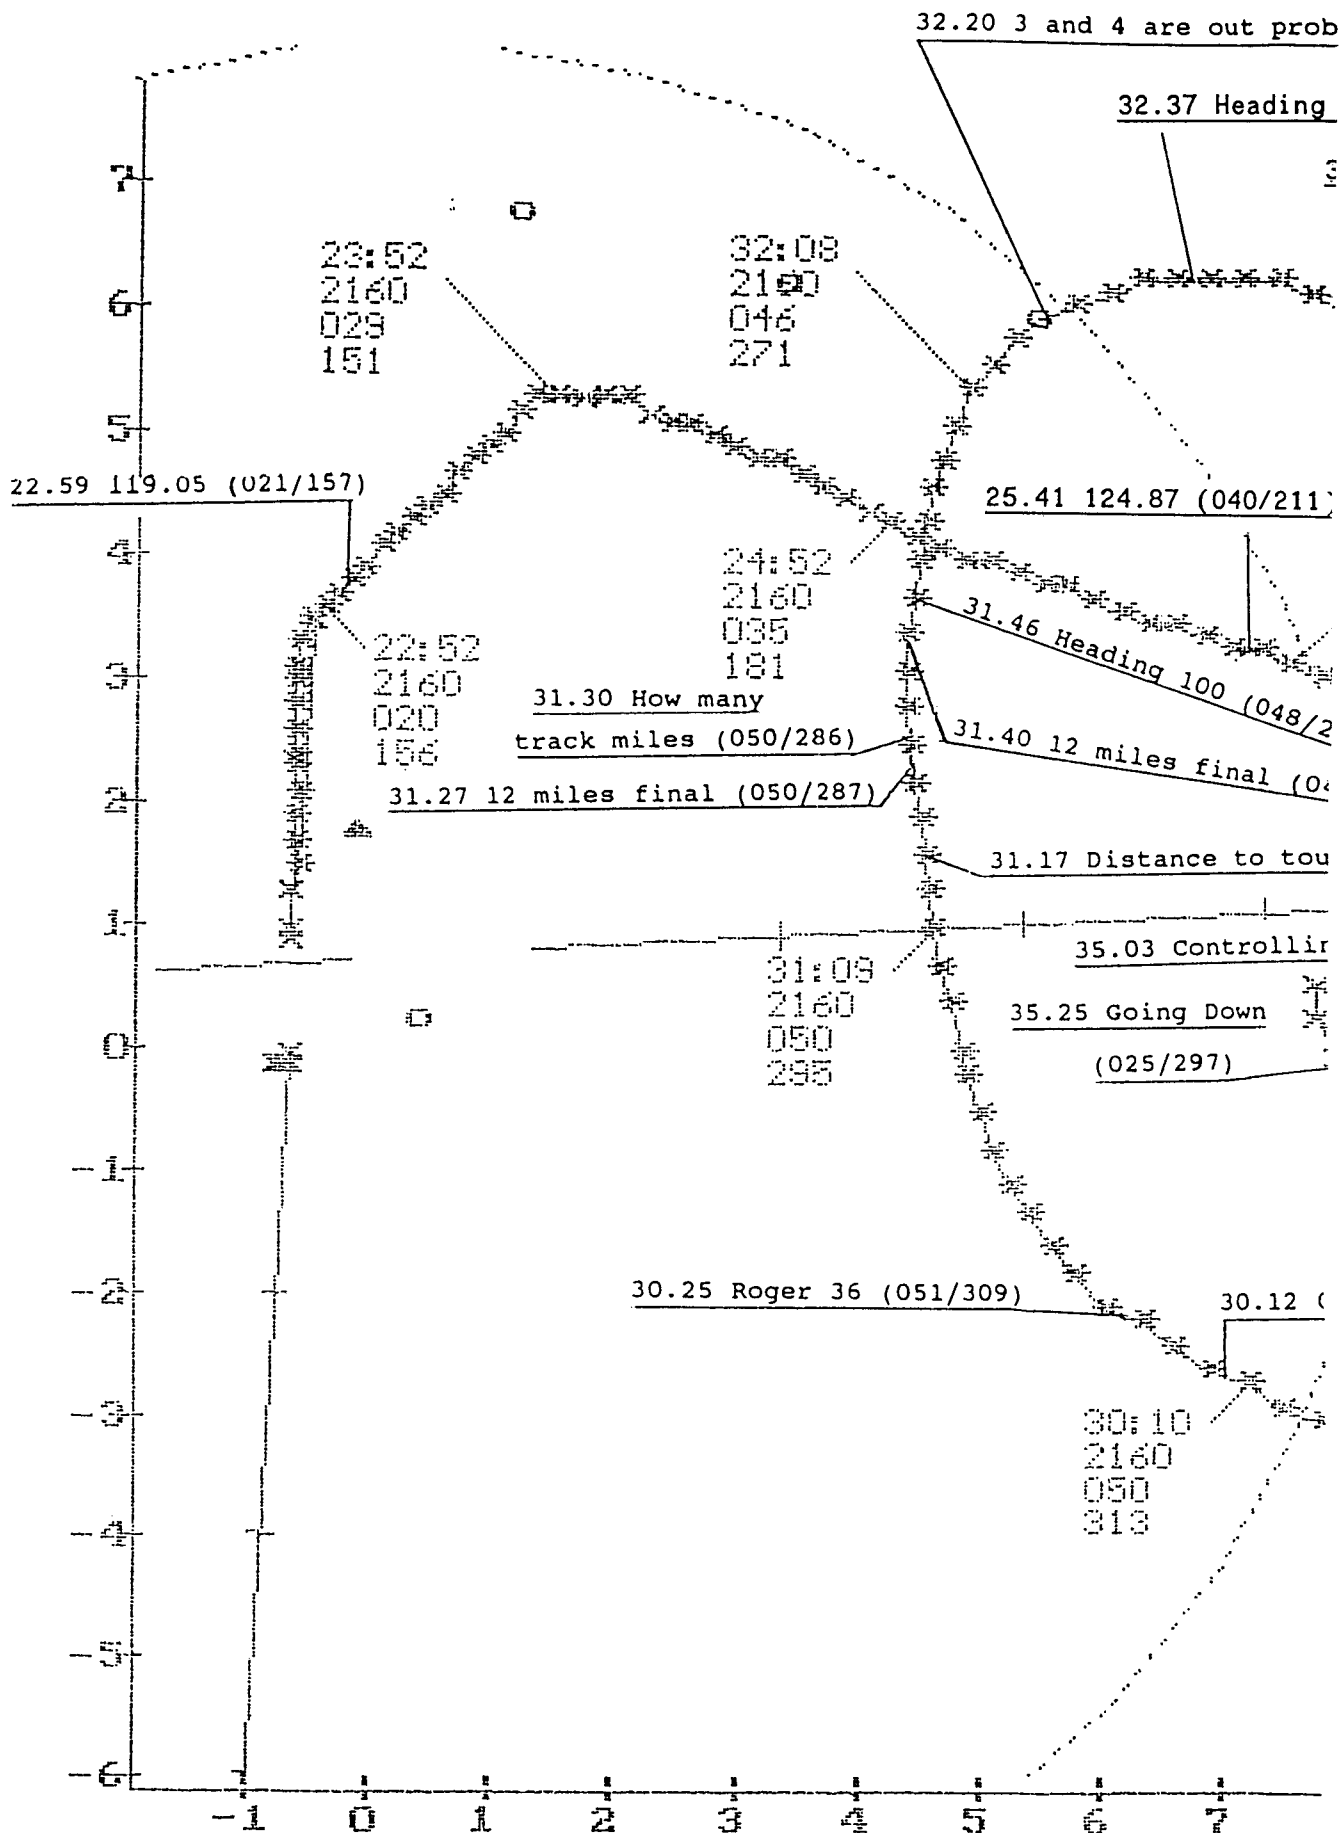 32.20 3 and 4 are out prob
32.37 Heading
7
23:52
2160
029
151
32:08
2160
046
271
6
5
22.59 119.05 (021/157)
25.41 124.87 (040/211)
4
24:52
2160
035
181
31.46 Heading 100 (048/2
22:52
2160
020
156
3
31.30 How many
track miles (050/286)
31.40 12 miles final (04
31.27 12 miles final (050/287)
2
31.17 Distance to tou
1
35.03 Controllin
31:09
2160
050
295
35.25 Going Down
(025/297)
0
-1
-2
30.25 Roger 36 (051/309)
30.12 (
-3
30:10
2160
050
313
-4
-5
-6
-1 0 1 2 3 4 5 6 7